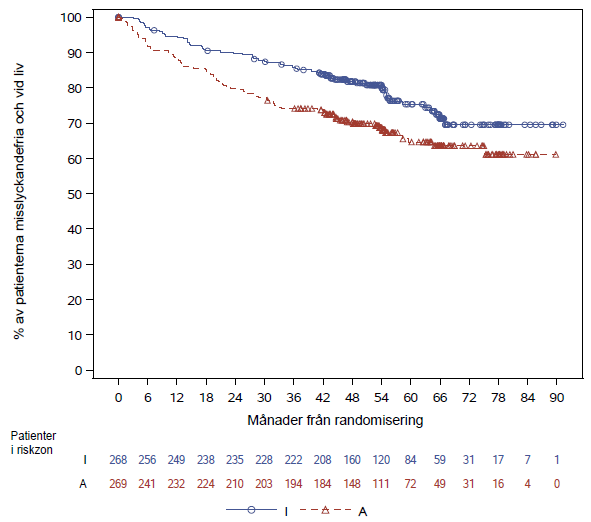 % av patienterna misslyckandefria och vid liv
100
90
80
70
60
50
40
30
20
10
0
0 6 12 18 24 30 36 42 48 54 60 66 72 78 84 90
Månader från randomisering
Patienter
i riskzon
I 268 256 249 238 235 228 222 208 160 120 84 59 31 17 7 1
A 269 241 232 224 210 203 194 184 148 111 72 49 31 16 4 0
I A